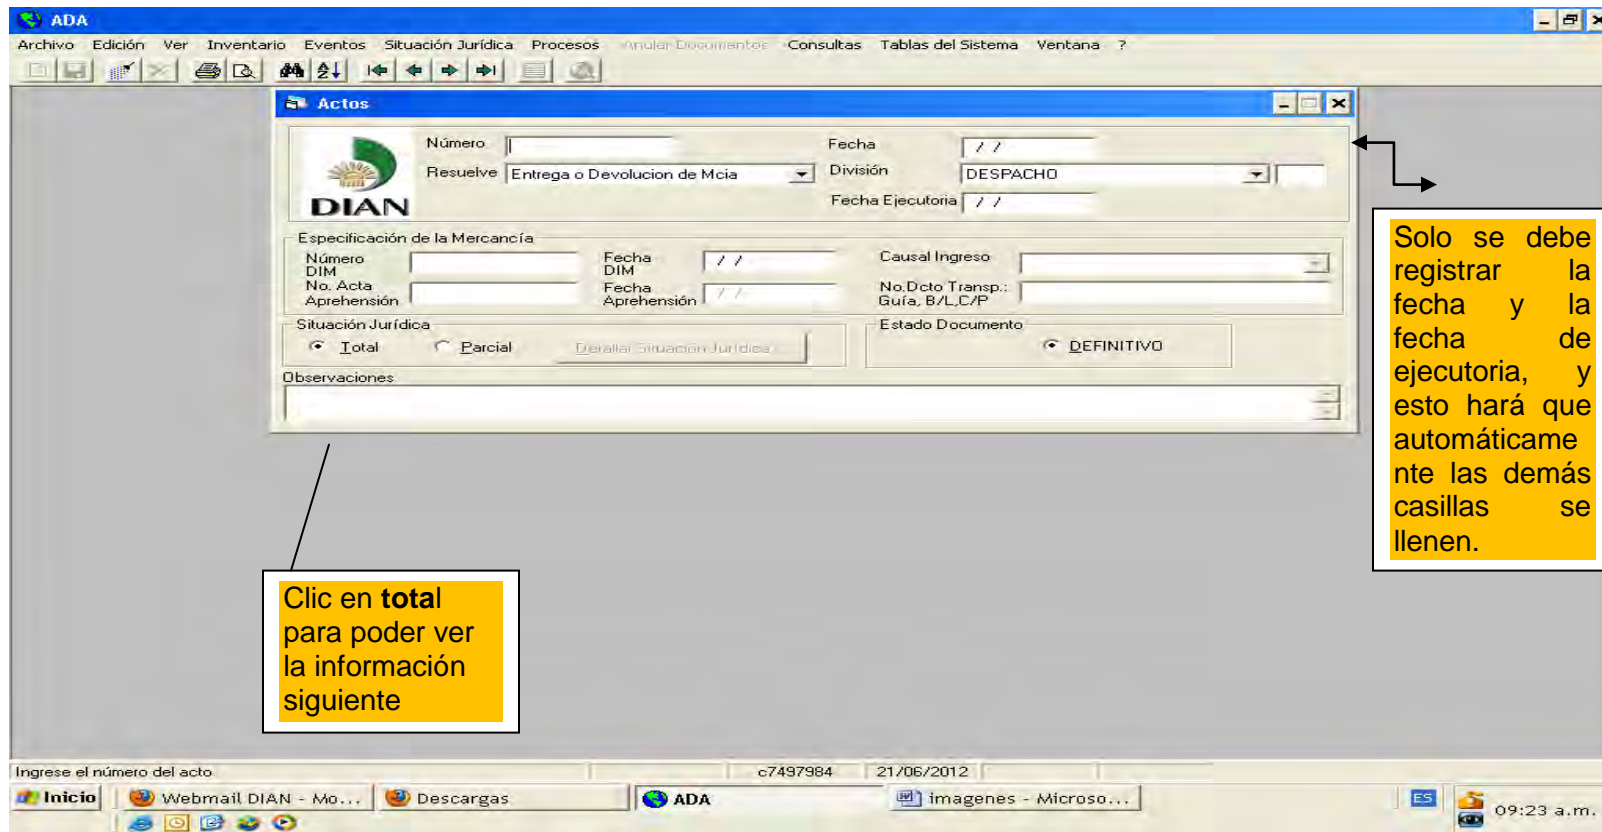 ADA
Archivo Edición Ver Inventario Eventos Situación Jurídica Procesos Anular Documentos Consultas Tablas del Sistema Ventana ?
Actos
Número
Fecha / /
Resuelve Entrega o Devolucion de Mcia
División DESPACHO
Fecha Ejecutoria / /
DIAN
Especificación de la Mercancía
Número DIM
Fecha DIM / /
Causal Ingreso
No. Acta Aprehensión
Fecha Aprehensión / /
No.Dcto Transp.: Guía, B/L,C/P
Situación Jurídica
Total Parcial Detallar Situación Jurídica
Estado Documento
DEFINITIVO
Observaciones
Solo se debe
registrar la
fecha y la
fecha de
ejecutoria, y
esto hará que
automáticame
nte las demás
casillas se
llenen.
Clic en total
para poder ver
la información
siguiente
Ingrese el número del acto c7497984 21/06/2012
Inicio Webmail DIAN - Mo... Descargas ADA imagenes - Microso... ES 09:23 a.m.